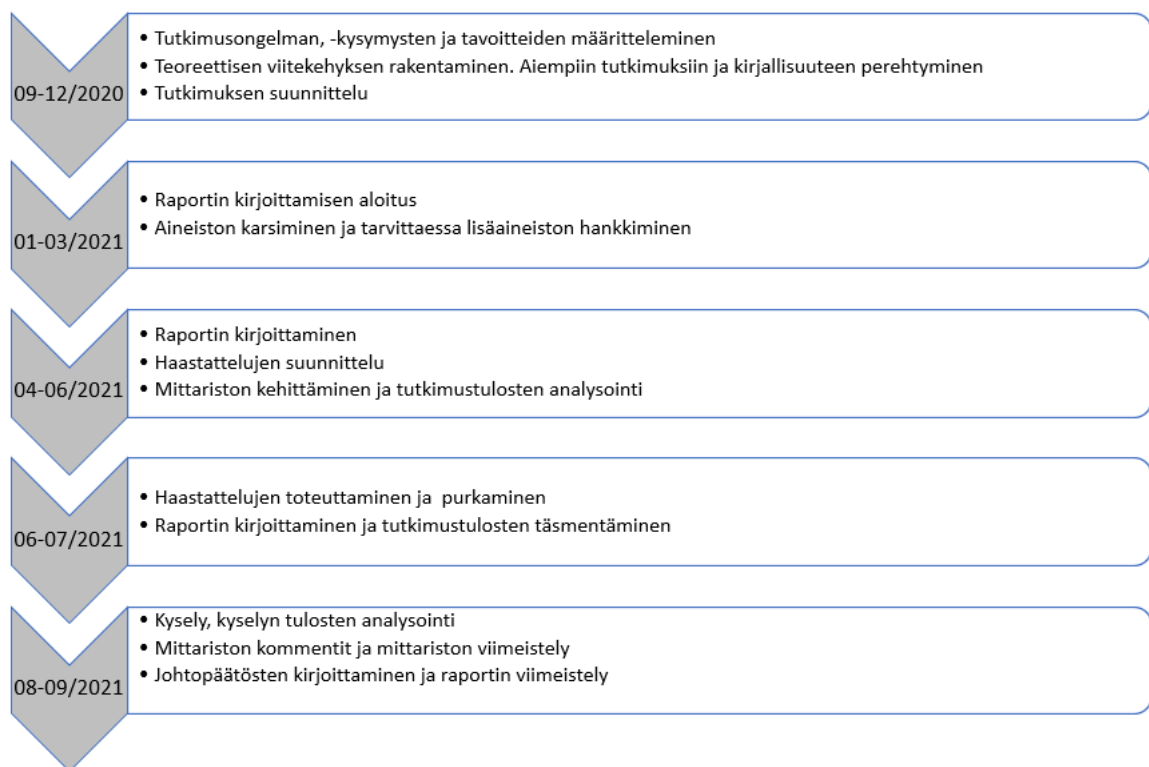 09-12/2020
• Tutkimusongelman, -kysymysten ja tavoitteiden määritteleminen
• Teoreettisen viitekehyksen rakentaminen. Aiempiin tutkimuksiin ja kirjallisuuteen perehtyminen
• Tutkimuksen suunnittelu
01-03/2021
• Raportin kirjoittamisen aloitus
• Aineiston karsiminen ja tarvittaessa lisäaineiston hankkiminen
04-06/2021
• Raportin kirjoittaminen
• Haastattelujen suunnittelu
• Mittariston kehittäminen ja tutkimustulosten analysointi
06-07/2021
• Haastattelujen toteuttaminen ja purkaminen
• Raportin kirjoittaminen ja tutkimustulosten täsmentäminen
08-09/2021
• Kysely, kyselyn tulosten analysointi
• Mittariston kommentit ja mittariston viimeistely
• Johtopäätösten kirjoittaminen ja raportin viimeistely